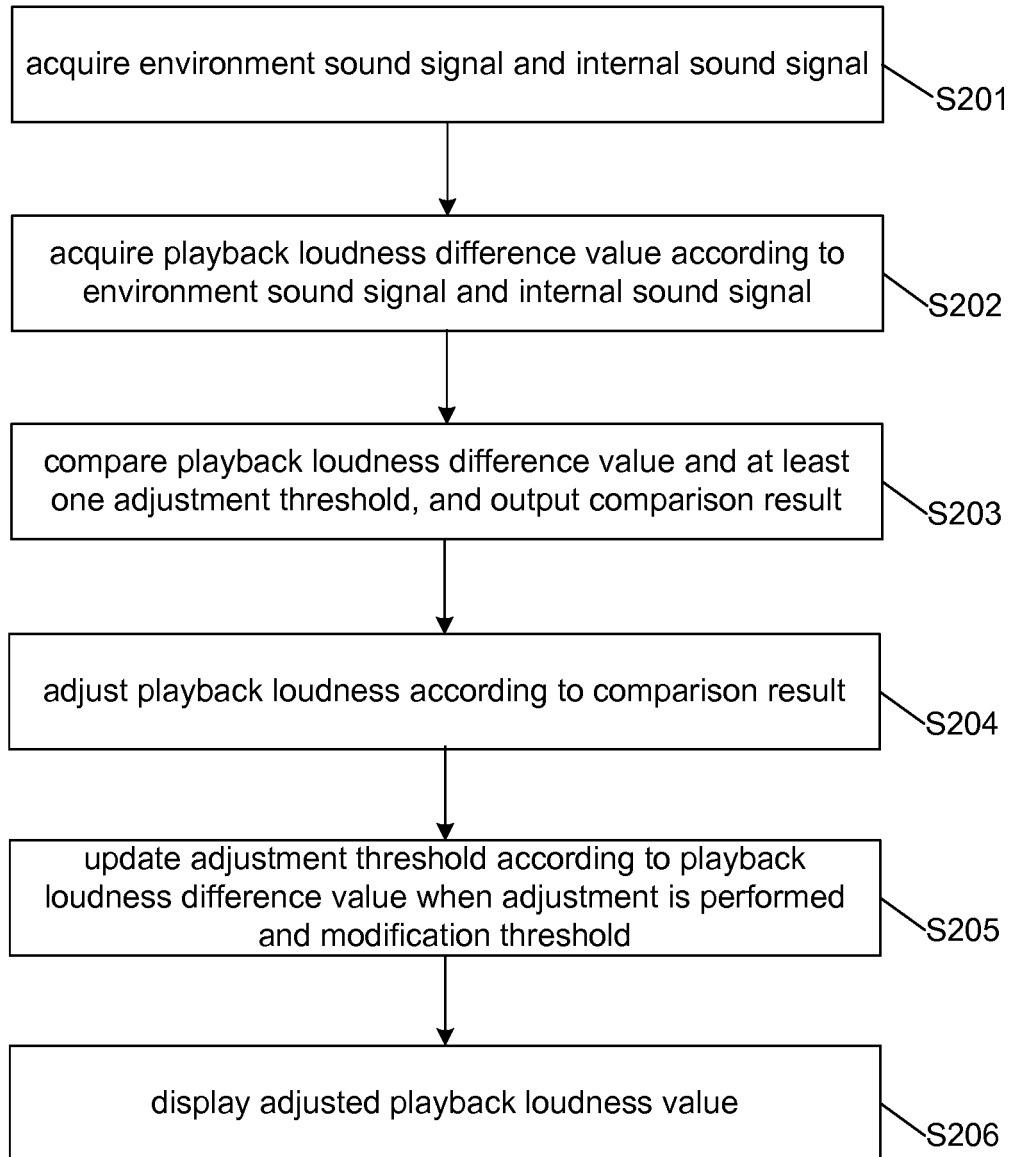 acquire environment sound signal and internal sound signal
S201
acquire playback loudness difference value according to
environment sound signal and internal sound signal
S202
compare playback loudness difference value and at least
one adjustment threshold, and output comparison result
S203
adjust playback loudness according to comparison result
S204
update adjustment threshold according to playback
loudness difference value when adjustment is performed
and modification threshold
S205
display adjusted playback loudness value
S206